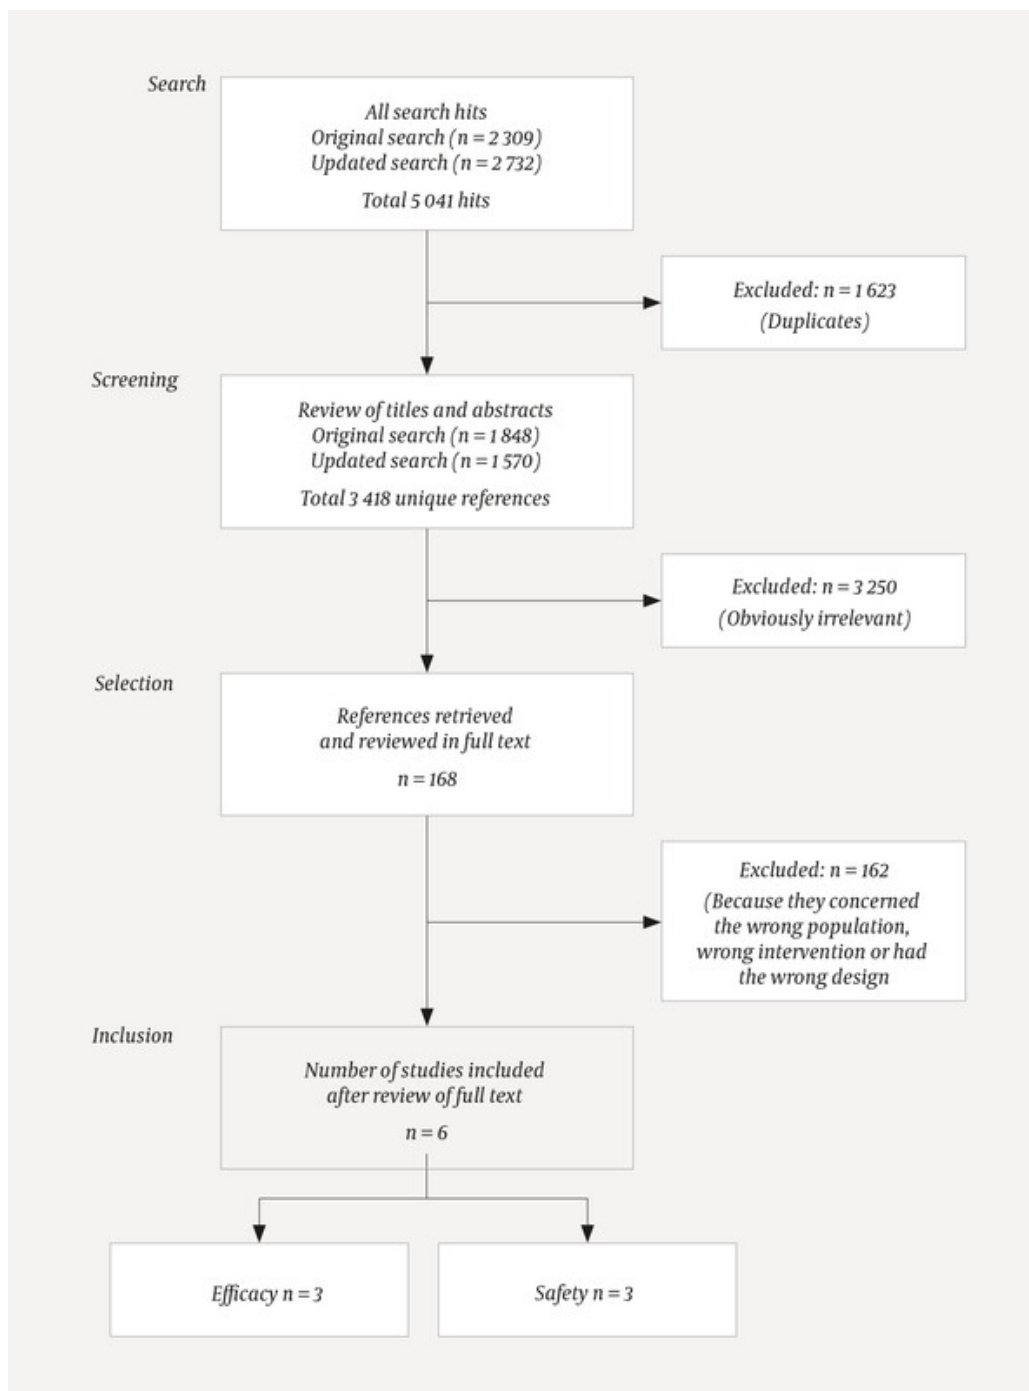 Search
All search hits
Original search (n = 2 309)
Updated search (n = 2 732)
Total 5 041 hits
Excluded: n = 1 623
(Duplicates)
Screening
Review of titles and abstracts
Original search (n = 1 848)
Updated search (n = 1 570)
Total 3 418 unique references
Excluded: n = 3 250
(Obviously irrelevant)
Selection
References retrieved
and reviewed in full text
n = 168
Excluded: n = 162
(Because they concerned
the wrong population,
wrong intervention or had
the wrong design
Inclusion
Number of studies included
after review of full text
n = 6
Efficacy n = 3
Safety n = 3